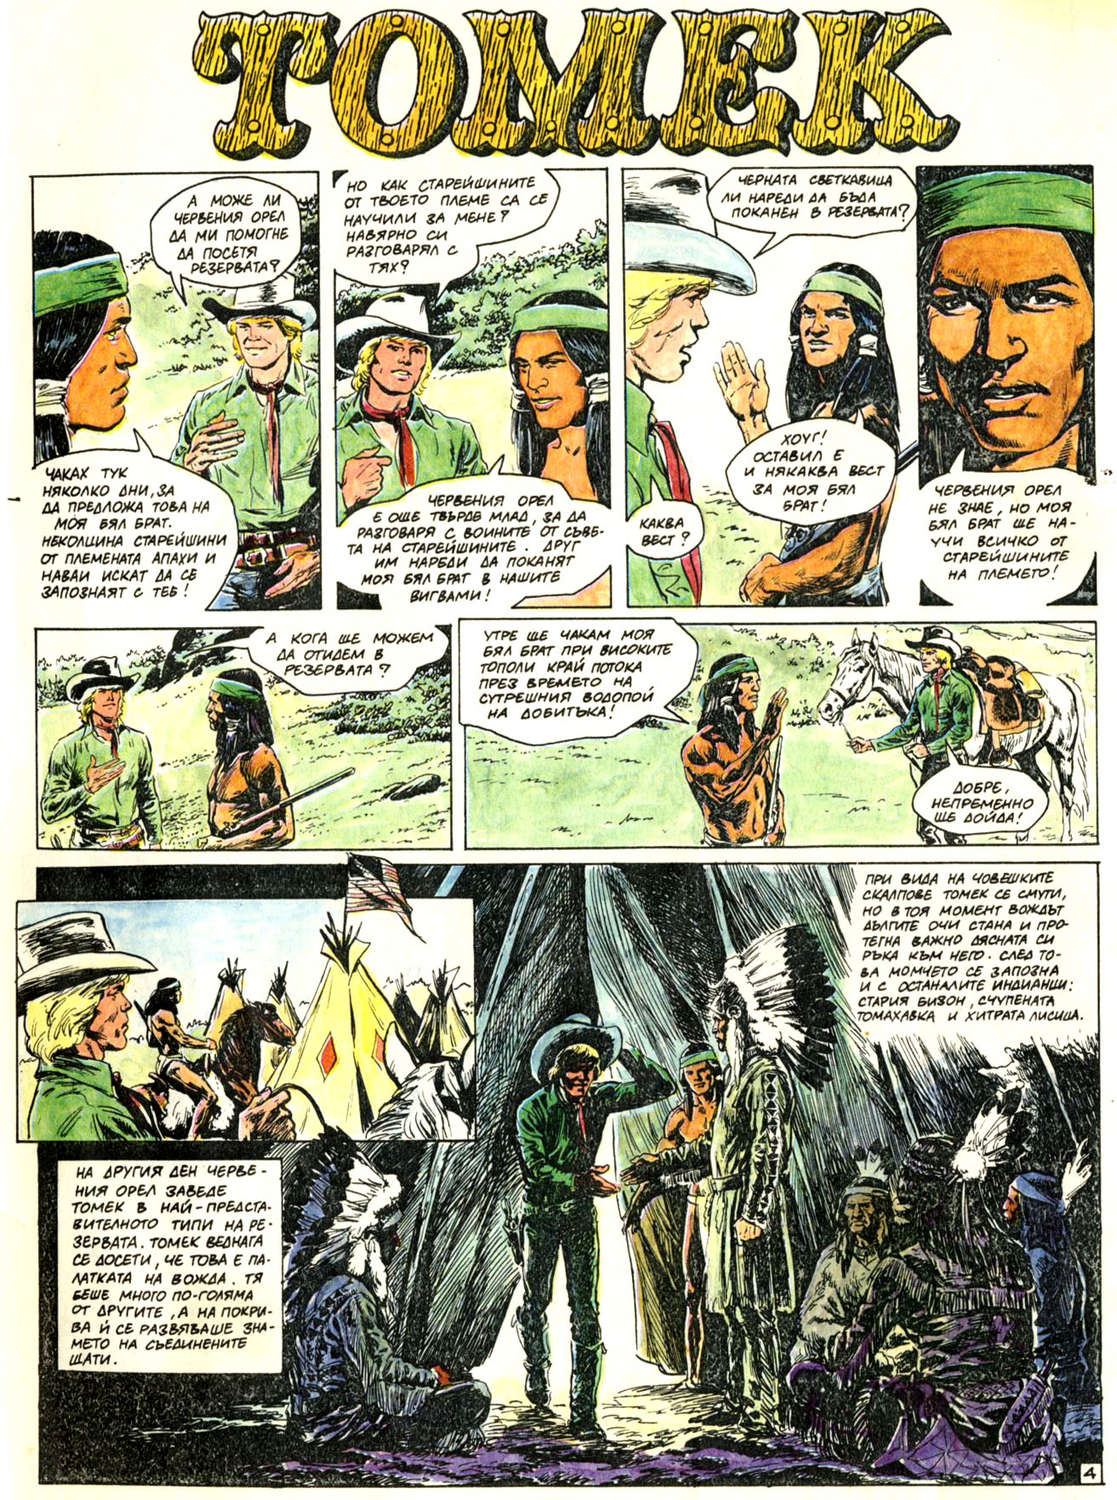 ТОМЕК
А МОЖЕ ЛИ
ЧЕРВЕНИЯ ОРЕЛ
ДА МИ ПОМОГНЕ
ДА ПОСЕТЯ
РЕЗЕРВАТА?
ЧАКАХ ТУК
НЯКОЛКО ДНИ, ЗА
ДА ПРЕДЛОЖА ТОВА НА
МОЯ БЯЛ БРАТ.
НЕКОЛЦИНА СТАРЕЙШИНИ
ОТ ПЛЕМЕНАТА АПАХИ И
НАВАИ ИСКАТ ДА СЕ
ЗАПОЗНАЯТ С ТЕБ!
НО КАК СТАРЕЙШИНИТЕ
ОТ ТВОЕТО ПЛЕМЕ СА СЕ
НАУЧИЛИ ЗА МЕНЕ?
НАВЯРНО СИ
РАЗГОВАРЯЛ С
ТЯХ?
ЧЕРВЕНИЯ ОРЕЛ
Е ОЩЕ ТВЪРДЕ МЛАД, ЗА ДА
РАЗГОВАРЯ С ВОИНИТЕ ОТ СЪВЕ-
ТА НА СТАРЕЙШИНИТЕ. ДРУГ
ИМ НАРЕДИ ДА ПОКАНЯТ
МОЯ БЯЛ БРАТ В НАШИТЕ
ВИГВАМИ!
ЧЕРНАТА СВЕТКАВИЦА
ЛИ НАРЕДИ ДА БЪДА
ПОКАНЕН В РЕЗЕРВАТА?
ХОУГ!
ОСТАВИЛ Е
И НЯКАКВА ВЕСТ
ЗА МОЯ БЯЛ
БРАТ!
КАКВА
ВЕСТ?
ЧЕРВЕНИЯ ОРЕЛ
НЕ ЗНАЕ, НО МОЯ
БЯЛ БРАТ ЩЕ НА-
УЧИ ВСИЧКО ОТ
СТАРЕЙШИНИТЕ
НА ПЛЕМЕТО!
А КОГА ЩЕ МОЖЕМ
ДА ОТИДЕМ В
РЕЗЕРВАТА?
УТРЕ ЩЕ ЧАКАМ МОЯ
БЯЛ БРАТ ПРИ ВИСОКИТЕ
ТОПОЛИ КРАЙ ПОТОКА
ПРЕЗ ВРЕМЕТО НА
СУТРЕШНИЯ ВОДОПОЙ
НА ДОБИТЪКА!
ДОБРЕ,
НЕПРЕМЕННО
ЩЕ ДОЙДА!
НА ДРУГИЯ ДЕН ЧЕРВЕ-
НИЯ ОРЕЛ ЗАВЕДЕ
ТОМЕК В НАЙ-ПРЕДСТА-
ВИТЕЛНОТО ТИПИ НА РЕ-
ЗЕРВАТА. ТОМЕК ВЕДНАГА
СЕ ДОСЕТИ, ЧЕ ТОВА Е ПА-
ЛАТКАТА НА ВОЖДА. ТЯ
БЕШЕ МНОГО ПО-ГОЛЯМА
ОТ ДРУГИТЕ, А НА ПОКРИ-
ВА Ѝ СЕ РАЗВЯВАШЕ ЗНА-
МЕТО НА СЪЕДИНЕНИТЕ
ЩАТИ.
ПРИ ВИДА НА ЧОВЕШКИТЕ
СКАЛПОВЕ ТОМЕК СЕ СМУТИ,
НО В ТОЯ МОМЕНТ ВОЖДЪТ
ДЪЛГИТЕ ОЧИ СТАНА И ПРО-
ТЕГНА ВАЖНО ДЯСНАТА СИ
РЪКА КЪМ НЕГО. СЛЕД ТО-
ВА МОМЧЕТО СЕ ЗАПОЗНА
И С ОСТАНАЛИТЕ ИНДИАНЦИ:
СТАРИЯ БИЗОН, СЧУПЕНАТА
ТОМАХАВКА И ХИТРАТА ЛИСИЦА.
4